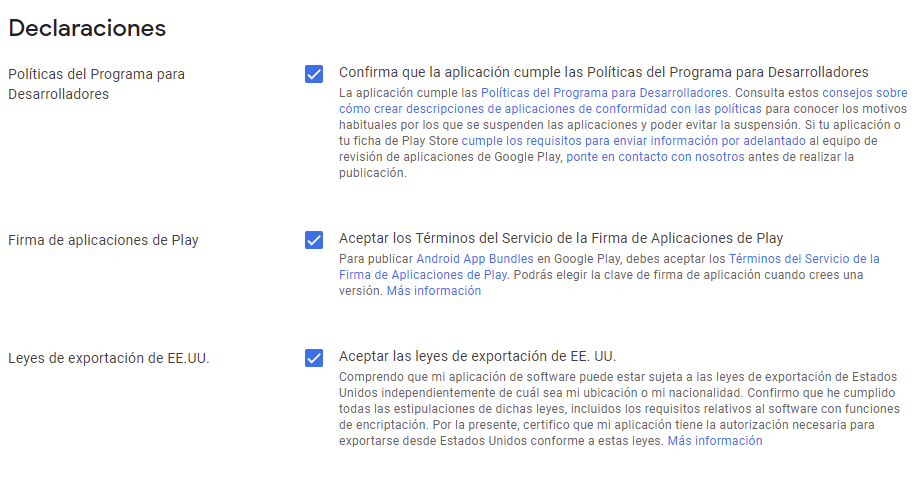 Declaraciones
Políticas del Programa para
Desarrolladores
Confirma que la aplicación cumple las Políticas del Programa para Desarrolladores
La aplicación cumple las Políticas del Programa para Desarrolladores. Consulta estos consejos sobre
cómo crear descripciones de aplicaciones de conformidad con las políticas para conocer los motivos
habituales por los que se suspenden las aplicaciones y poder evitar la suspensión. Si tu aplicación o
tu ficha de Play Store cumple los requisitos para enviar información por adelantado al equipo de
revisión de aplicaciones de Google Play, ponte en contacto con nosotros antes de realizar la
publicación.
Firma de aplicaciones de Play
Aceptar los Términos del Servicio de la Firma de Aplicaciones de Play
Para publicar Android App Bundles en Google Play, debes aceptar los Términos del Servicio de la
Firma de Aplicaciones de Play. Podrás elegir la clave de firma de aplicación cuando crees una
versión. Más información
Leyes de exportación de EE.UU.
Aceptar las leyes de exportación de EE. UU.
Comprendo que mi aplicación de software puede estar sujeta a las leyes de exportación de Estados
Unidos independientemente de cuál sea mi ubicación o mi nacionalidad. Confirmo que he cumplido
todas las estipulaciones de dichas leyes, incluidos los requisitos relativos al software con funciones
de encriptación. Por la presente, certifico que mi aplicación tiene la autorización necesaria para
exportarse desde Estados Unidos conforme a estas leyes. Más información